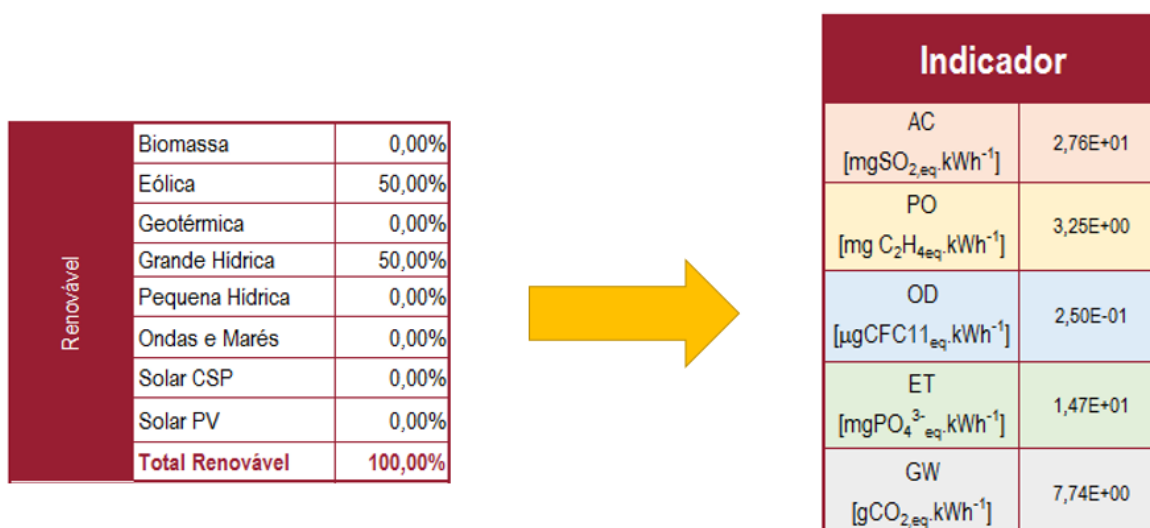 Renovável
Biomassa 0,00%
Eólica 50,00%
Geotérmica 0,00%
Grande Hídrica 50,00%
Pequena Hídrica 0,00%
Ondas e Marés 0,00%
Solar CSP 0,00%
Solar PV 0,00%
Total Renovável 100,00%
Indicador
AC
[mgSO2,eq.kWh-1] 2,76E+01
PO
[mg C2H4eq.kWh-1] 3,25E+00
OD
[µgCFC11eq.kWh-1] 2,50E-01
ET
[mgPO43-eq.kWh-1] 1,47E+01
GW
[gCO2,eq.kWh-1] 7,74E+00